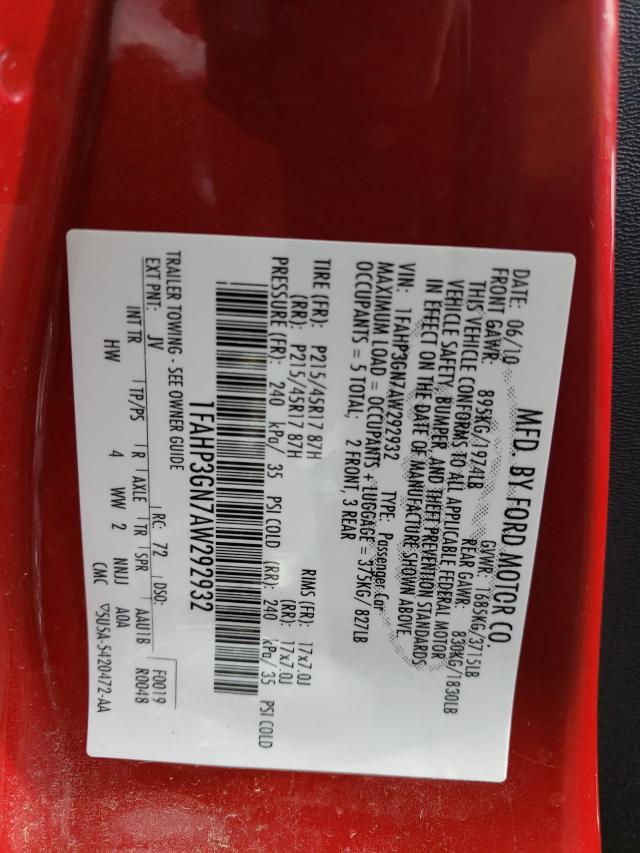 MFD. BY FORD MOTOR CO.
DATE: 06/10 GVWR: 1685KG/3715LB
FRONT GAWR: 895KG/1974LB REAR GAWR: 830KG/1830LB
THIS VEHICLE CONFORMS TO ALL APPLICABLE FEDERAL MOTOR
VEHICLE SAFETY, BUMPER, AND THEFT PREVENTION STANDARDS
IN EFFECT ON THE DATE OF MANUFACTURE SHOWN ABOVE.
VIN: 1FAHP3GN7AW292932 TYPE: Passenger Car
MAXIMUM LOAD = OCCUPANTS + LUGGAGE = 375KG/827LB
OCCUPANTS = 5 TOTAL; 2 FRONT, 3 REAR
TIRE (FR): P215/45R17 87H RIMS (FR): 17x7.0J
(RR): P215/45R17 87H (RR): 17x7.0J
PRESSURE (FR): 240 kPa/ 35 PSI COLD (RR): 240 kPa/ 35 PSI COLD
1FAHP3GN7AW292932
TRAILER TOWING - SEE OWNER GUIDE
EXT PNT: JV RC: 72 DSO: F0019
R0048
INT TR TP/PS R AXLE TR SPR AAU1B
HW 4 WW 2 NNUJ A0A
CMC 5U5A-5420472-AA